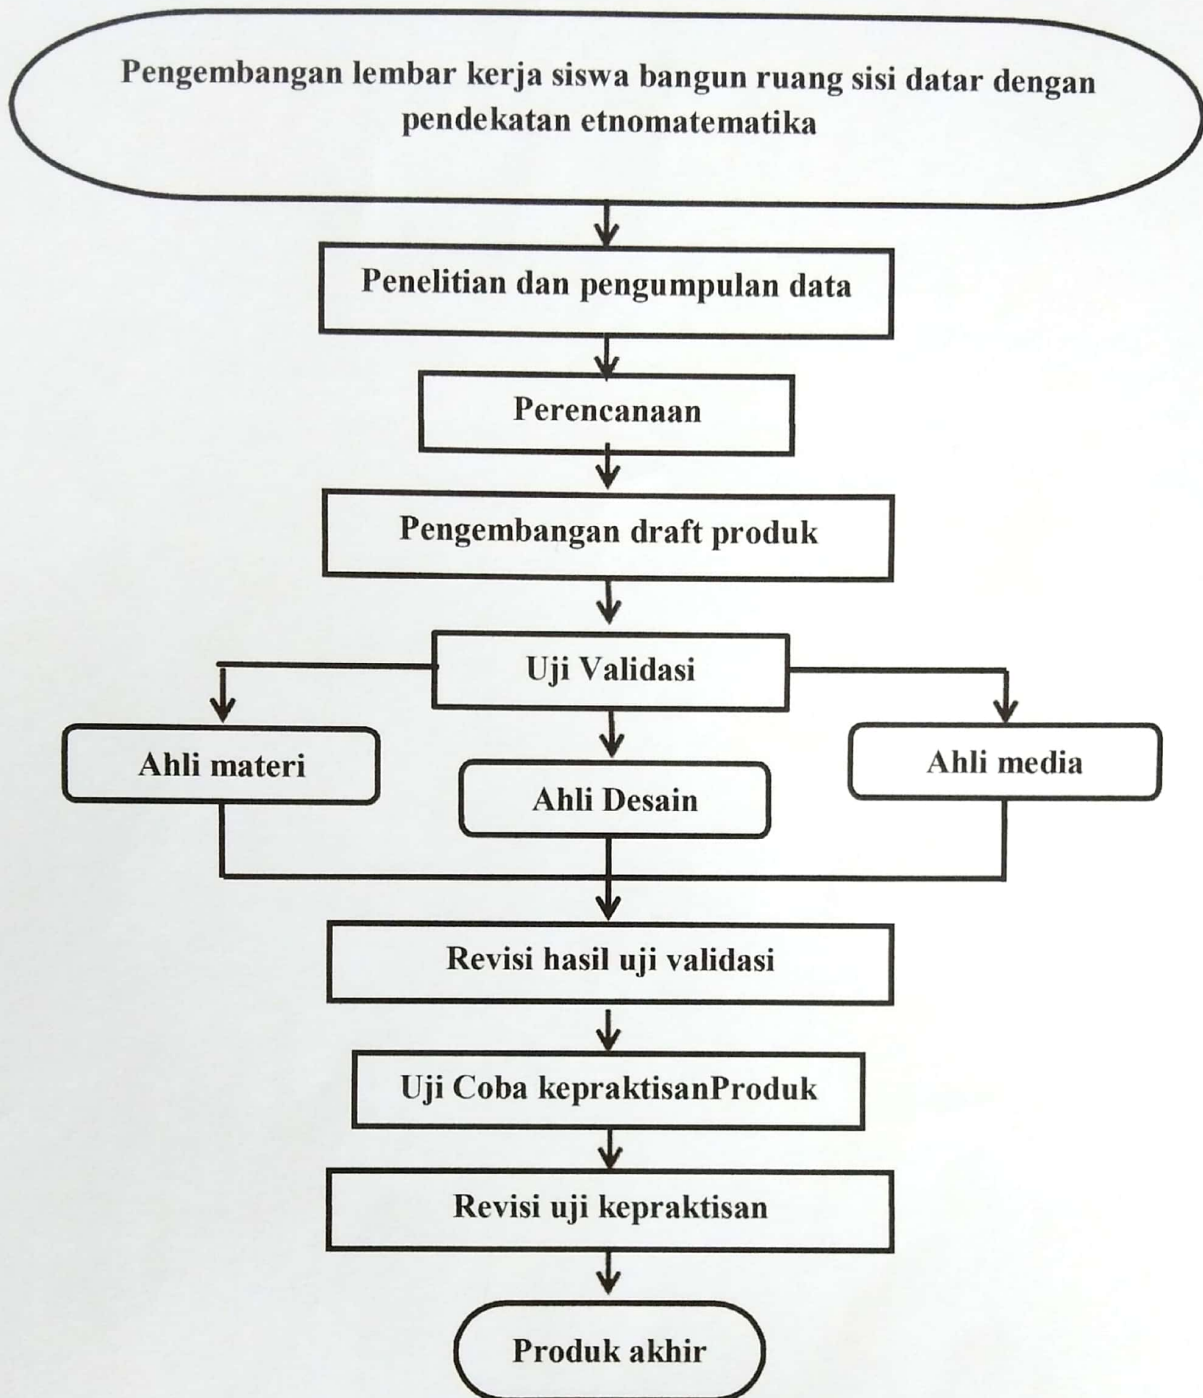 Pengembangan lembar kerja siswa bangun ruang sisi datar dengan
pendekatan etnomatematika
Penelitian dan pengumpulan data
Perencanaan
Pengembangan draft produk
Uji Validasi
Ahli materi
Ahli Desain
Ahli media
Revisi hasil uji validasi
Uji Coba kepraktisanProduk
Revisi uji kepraktisan
Produk akhir